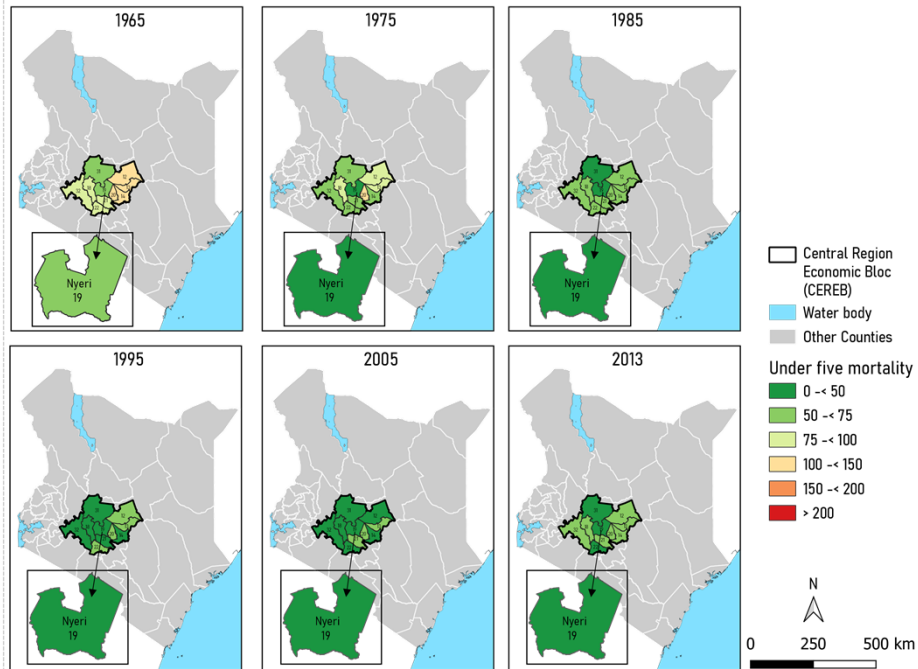 1965
1975
1985
Nyeri
19
Nyeri
19
Nyeri
19
1995
2005
2013
Nyeri
19
Nyeri
19
Nyeri
19
Central Region
Economic Bloc
(CEREB)
Water body
Other Counties
Under five mortality
0 -< 50
50 -< 75
75 -< 100
100 -< 150
150 -< 200
> 200
N
0 250 500 km